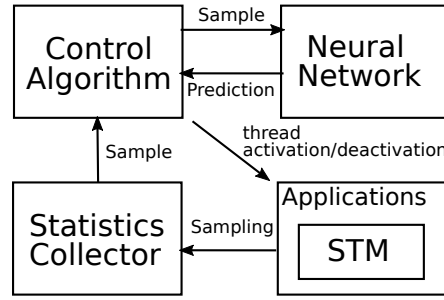 Sample
Control
Algorithm
Neural
Network
Prediction
thread
activation/deactivation
Sample
Applications
Statistics
Collector
Sampling
STM